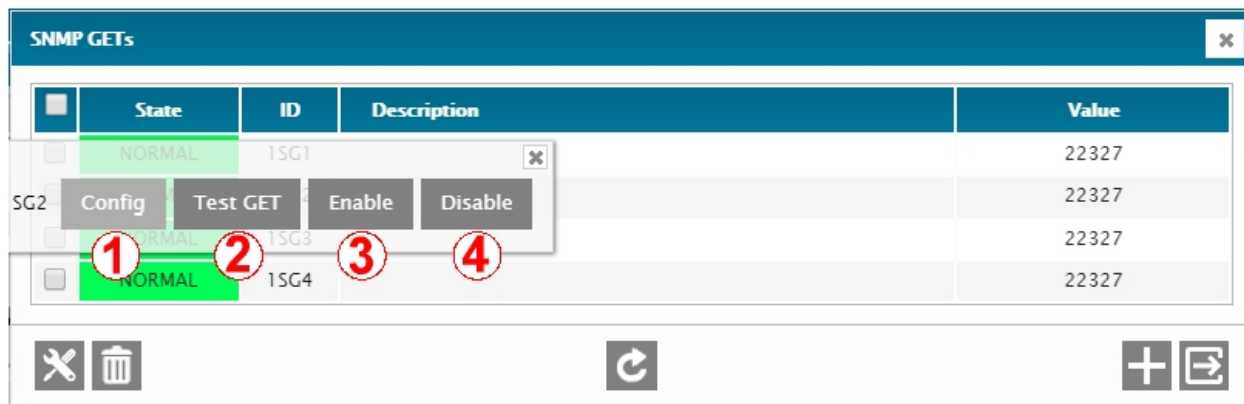 SNMP GETs
State ID Description Value
NORMAL 1SG1 22327
22327
SG2 Config Test GET Enable Disable
NORMAL 1SG3 22327
1 2 3 4
NORMAL 1SG4 22327